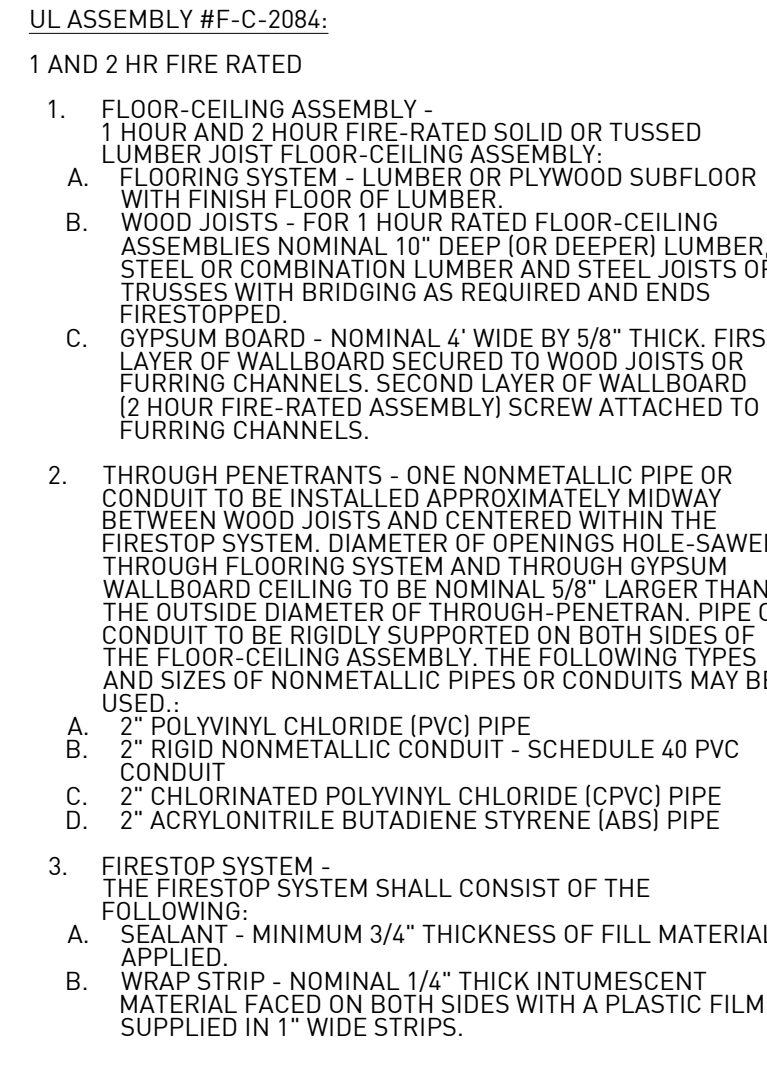 UL ASSEMBLY #F-C-2084:
1 AND 2 HR FIRE RATED
1. FLOOR-CEILING ASSEMBLY -
1 HOUR AND 2 HOUR FIRE-RATED SOLID OR TUSSED
LUMBER JOIST FLOOR-CEILING ASSEMBLY:
A. FLOORING SYSTEM - LUMBER OR PLYWOOD SUBFLOOR
WITH FINISH FLOOR OF LUMBER.
B. WOOD JOISTS - FOR 1 HOUR RATED FLOOR-CEILING
ASSEMBLIES NOMINAL 10" DEEP (OR DEEPER) LUMBER,
STEEL OR COMBINATION LUMBER AND STEEL JOISTS OR
TRUSSES WITH BRIDGING AS REQUIRED AND ENDS
FIRESTOPPED.
C. GYPSUM BOARD - NOMINAL 4' WIDE BY 5/8" THICK. FIRS
LAYER OF WALLBOARD SECURED TO WOOD JOISTS OR
FURRING CHANNELS. SECOND LAYER OF WALLBOARD
(2 HOUR FIRE-RATED ASSEMBLY) SCREW ATTACHED TO
FURRING CHANNELS.
2. THROUGH PENETRANTS - ONE NONMETALLIC PIPE OR
CONDUIT TO BE INSTALLED APPROXIMATELY MIDWAY
BETWEEN WOOD JOISTS AND CENTERED WITHIN THE
FIRESTOP SYSTEM. DIAMETER OF OPENINGS HOLE-SAWED
THROUGH FLOORING SYSTEM AND THROUGH GYPSUM
WALLBOARD CEILING TO BE NOMINAL 5/8" LARGER THAN
THE OUTSIDE DIAMETER OF THROUGH-PENETRAN. PIPE O
CONDUIT TO BE RIGIDLY SUPPORTED ON BOTH SIDES OF
THE FLOOR-CEILING ASSEMBLY. THE FOLLOWING TYPES
AND SIZES OF NONMETALLIC PIPES OR CONDUITS MAY BE
USED.:
A. 2" POLYVINYL CHLORIDE (PVC) PIPE
B. 2" RIGID NONMETALLIC CONDUIT - SCHEDULE 40 PVC
CONDUIT
C. 2" CHLORINATED POLYVINYL CHLORIDE (CPVC) PIPE
D. 2" ACRYLONITRILE BUTADIENE STYRENE (ABS) PIPE
3. FIRESTOP SYSTEM -
THE FIRESTOP SYSTEM SHALL CONSIST OF THE
FOLLOWING:
A. SEALANT - MINIMUM 3/4" THICKNESS OF FILL MATERIAL
APPLIED.
B. WRAP STRIP - NOMINAL 1/4" THICK INTUMESCENT
MATERIAL FACED ON BOTH SIDES WITH A PLASTIC FILM
SUPPLIED IN 1" WIDE STRIPS.